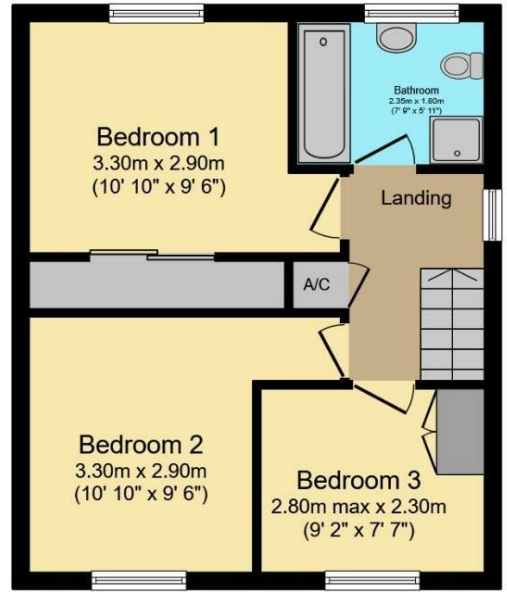 Bedroom 1
3.30m x 2.90m
(10' 10" x 9' 6")
Bathroom
2.35m x 1.80m
(7' 9" x 5' 11")
Landing
A/C
Bedroom 2
3.30m x 2.90m
(10' 10" x 9' 6")
Bedroom 3
2.80m max x 2.30m
(9' 2" x 7' 7")